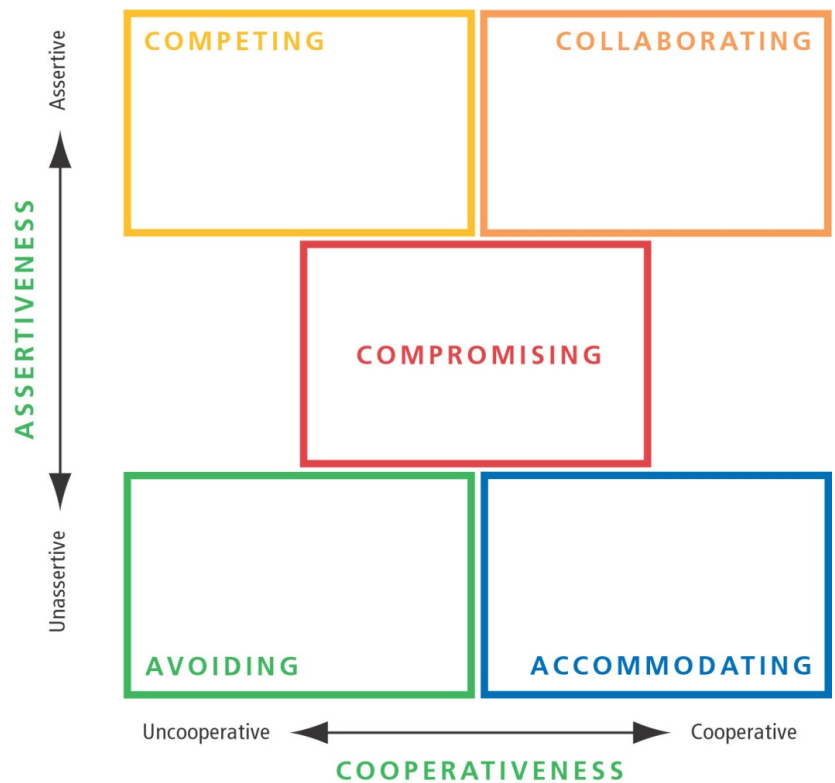 COMPETING
COLLABORATING
Assertive
ASSERTIVENESS
COMPROMISING
Unassertive
AVOIDING
ACCOMMODATING
Uncooperative
Cooperative
COOPERATIVENESS